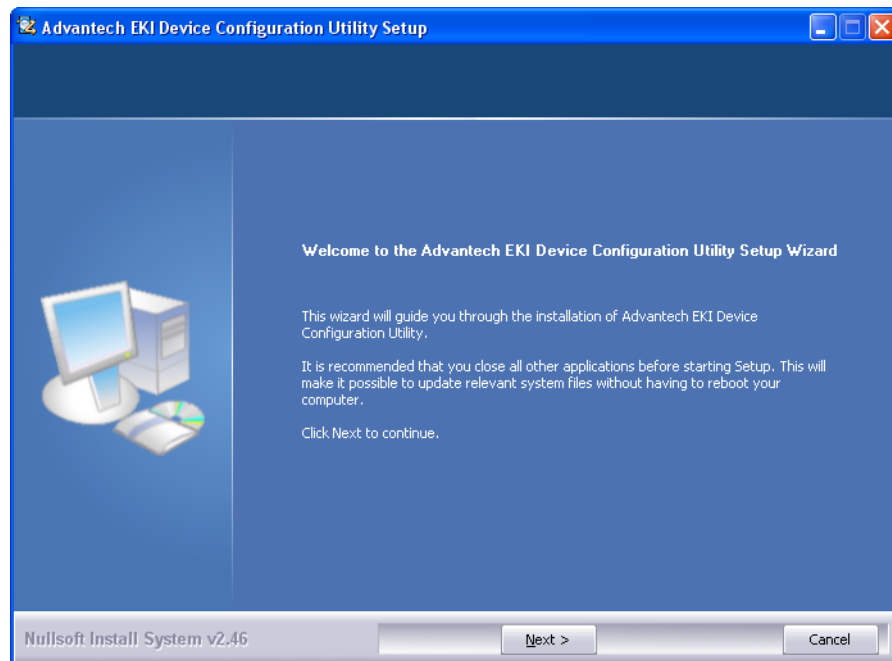 Advantech EKI Device Configuration Utility Setup
Welcome to the Advantech EKI Device Configuration Utility Setup Wizard
This wizard will guide you through the installation of Advantech EKI Device
Configuration Utility.
It is recommended that you close all other applications before starting Setup. This will
make it possible to update relevant system files without having to reboot your
computer.
Click Next to continue.
Nullsoft Install System v2.46
Next >
Cancel